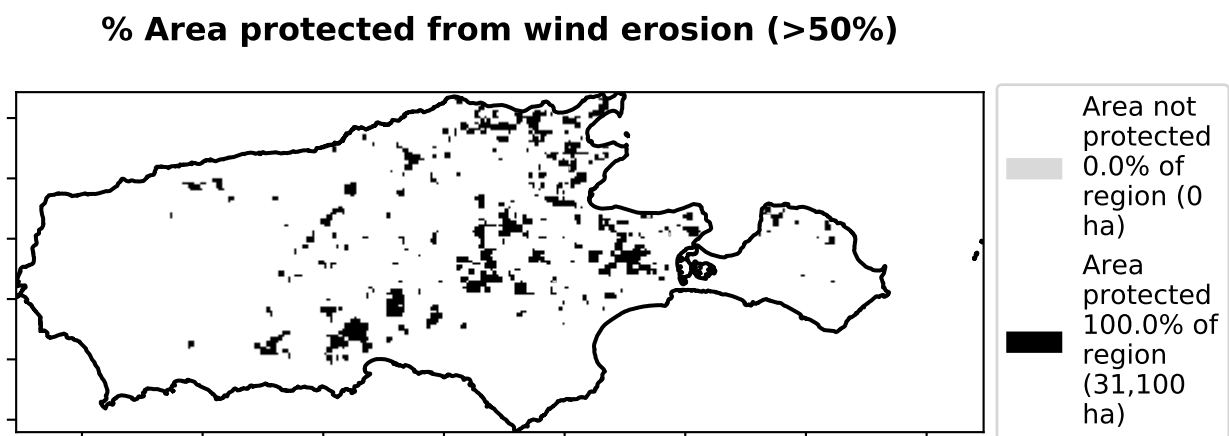 % Area protected from wind erosion (>50%)
Area not
protected
0.0% of
region (0
ha)
Area
protected
100.0% of
region
(31,100
ha)